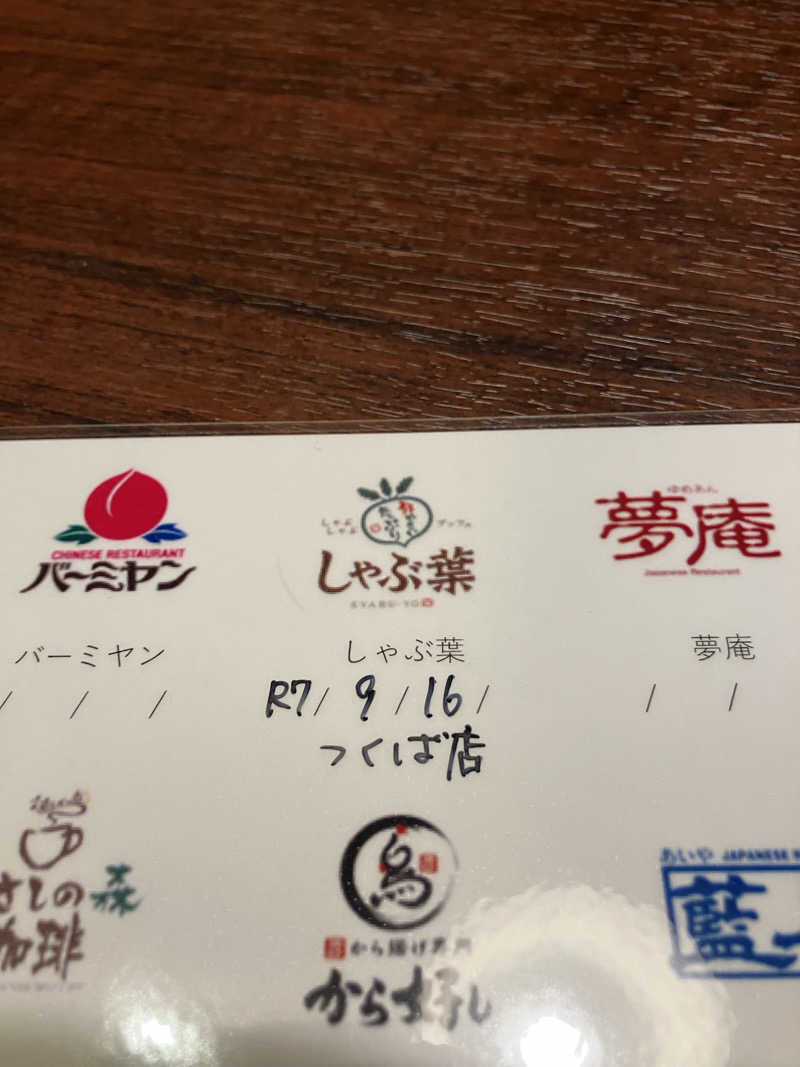 CHINESE RESTAURANT
バーミヤン
しゃぶ葉
SYABU-YO
ゆめあん
夢庵
Japanese Restaurant
バーミヤン
しゃぶ葉
夢庵
/ / /
R7/ 9 / 16 /
/ /
つくば店
さしの森
珈琲
鳥
から揚げ専門
から好し
あいや JAPANESE
藍